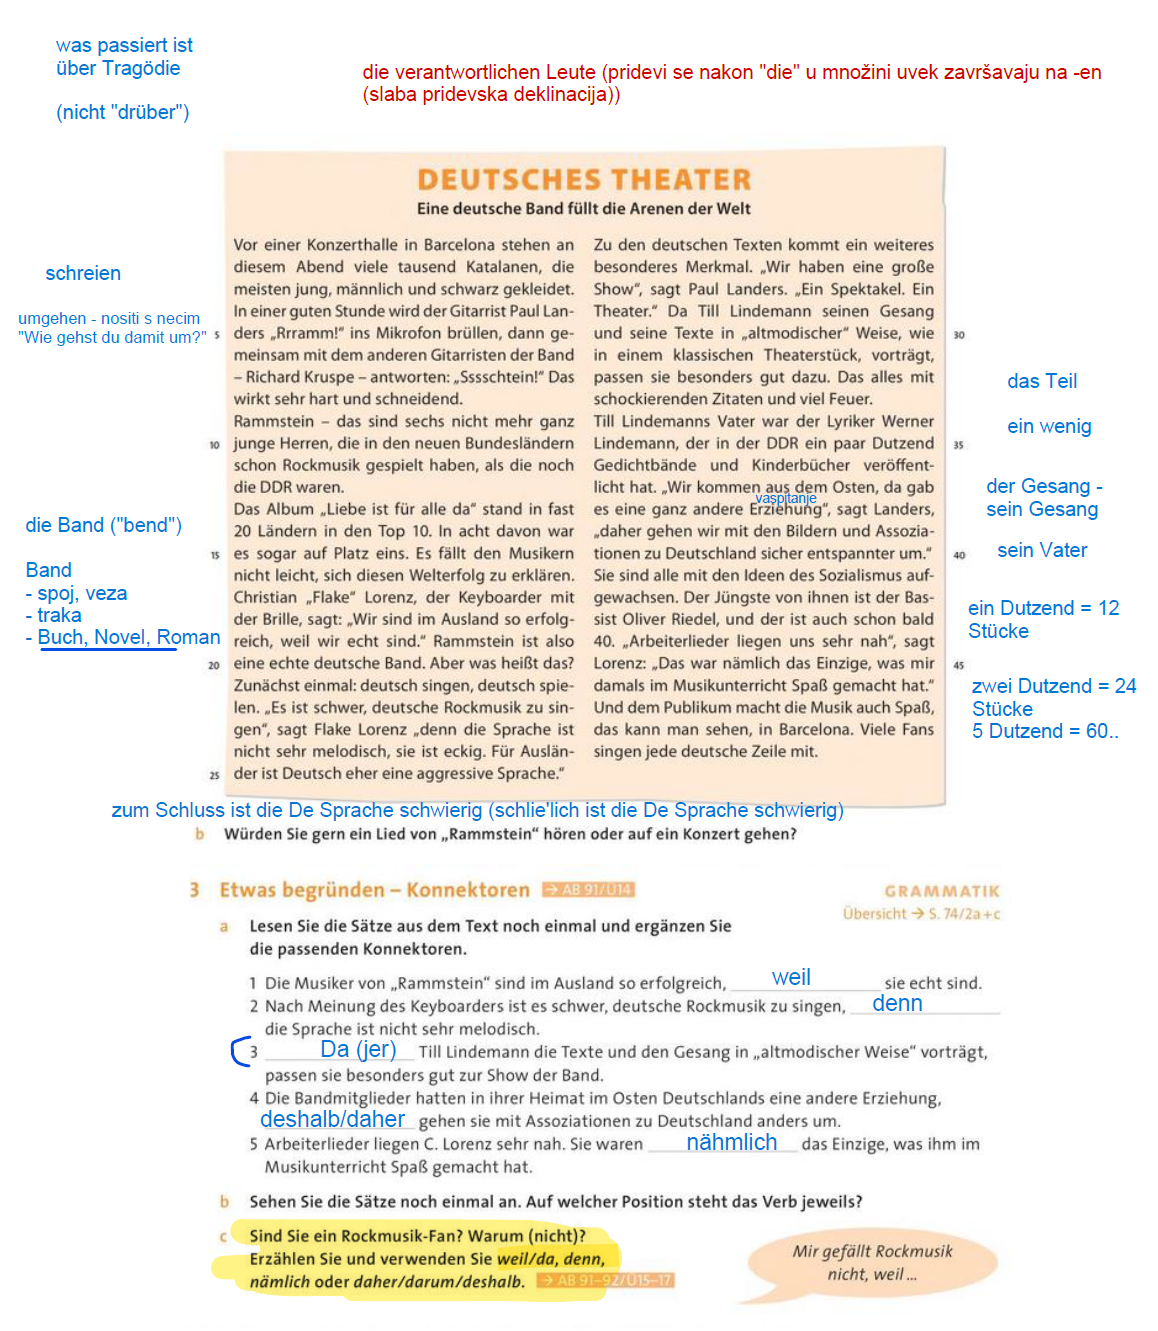 was passiert ist
über Tragödie
(nicht "drüber")
die verantwortlichen Leute (pridevi se nakon "die" u množini uvek završavaju na -en
(slaba pridevska deklinacija))
DEUTSCHES THEATER
Eine deutsche Band füllt die Arenen der Welt
schreien
umgehen - nositi s necim
"Wie gehst du damit um?"
die Band ("bend")
Band
- spoj, veza
- traka
- Buch, Novel, Roman
Vor einer Konzerthalle in Barcelona stehen an
diesem Abend viele tausend Katalanen, die
meisten jung, männlich und schwarz gekleidet.
In einer guten Stunde wird der Gitarrist Paul Lan-
5 ders „Rrramm!“ ins Mikrofon brüllen, dann ge-
meinsam mit dem anderen Gitarristen der Band
– Richard Kruspe – antworten: „Sssschtein!“ Das
wirkt sehr hart und schneidend.
Rammstein – das sind sechs nicht mehr ganz
10 junge Herren, die in den neuen Bundesländern
schon Rockmusik gespielt haben, als die noch
die DDR waren.
Das Album „Liebe ist für alle da“ stand in fast
20 Ländern in den Top 10. In acht davon war
15 es sogar auf Platz eins. Es fällt den Musikern
nicht leicht, sich diesen Welterfolg zu erklären.
Christian „Flake“ Lorenz, der Keyboarder mit
der Brille, sagt: „Wir sind im Ausland so erfolg-
reich, weil wir echt sind.“ Rammstein ist also
20 eine echte deutsche Band. Aber was heißt das?
Zunächst einmal: deutsch singen, deutsch spie-
len. „Es ist schwer, deutsche Rockmusik zu sin-
gen“, sagt Flake Lorenz „denn die Sprache ist
nicht sehr melodisch, sie ist eckig. Für Auslän-
25 der ist Deutsch eher eine aggressive Sprache.“
Zu den deutschen Texten kommt ein weiteres
besonderes Merkmal. „Wir haben eine große
Show“, sagt Paul Landers. „Ein Spektakel. Ein
Theater.“ Da Till Lindemann seinen Gesang
und seine Texte in „altmodischer“ Weise, wie 30
in einem klassischen Theaterstück, vorträgt,
passen sie besonders gut dazu. Das alles mit
schockierenden Zitaten und viel Feuer.
Till Lindemanns Vater war der Lyriker Werner
Lindemann, der in der DDR ein paar Dutzend 35
Gedichtbände und Kinderbücher veröffent-
licht hat. „Wir kommen aus dem Osten, da gab
vaspitanje
es eine ganz andere Erziehung“, sagt Landers,
„daher gehen wir mit den Bildern und Assozia-
tionen zu Deutschland sicher entspannter um.“ 40
Sie sind alle mit den Ideen des Sozialismus auf-
gewachsen. Der Jüngste von ihnen ist der Bas-
sist Oliver Riedel, und der ist auch schon bald
40. „Arbeiterlieder liegen uns sehr nah“, sagt
Lorenz: „Das war nämlich das Einzige, was mir 45
damals im Musikunterricht Spaß gemacht hat.“
Und dem Publikum macht die Musik auch Spaß,
das kann man sehen, in Barcelona. Viele Fans
singen jede deutsche Zeile mit.
das Teil
ein wenig
der Gesang -
sein Gesang
sein Vater
ein Dutzend = 12
Stücke
zwei Dutzend = 24
Stücke
5 Dutzend = 60..
zum Schluss ist die De Sprache schwierig (schlie'lich ist die De Sprache schwierig)
b Würden Sie gern ein Lied von „Rammstein“ hören oder auf ein Konzert gehen?
3 Etwas begründen – Konnektoren → AB 91/Ü14
GRAMMATIK
Übersicht → S. 74/2a+c
a Lesen Sie die Sätze aus dem Text noch einmal und ergänzen Sie
die passenden Konnektoren.
1 Die Musiker von „Rammstein“ sind im Ausland so erfolgreich, weil sie echt sind.
2 Nach Meinung des Keyboarders ist es schwer, deutsche Rockmusik zu singen, denn
die Sprache ist nicht sehr melodisch.
3 Da (jer) Till Lindemann die Texte und den Gesang in „altmodischer Weise“ vorträgt,
passen sie besonders gut zur Show der Band.
4 Die Bandmitglieder hatten in ihrer Heimat im Osten Deutschlands eine andere Erziehung,
deshalb/daher gehen sie mit Assoziationen zu Deutschland anders um.
5 Arbeiterlieder liegen C. Lorenz sehr nah. Sie waren nähmlich das Einzige, was ihm im
Musikunterricht Spaß gemacht hat.
b Sehen Sie die Sätze noch einmal an. Auf welcher Position steht das Verb jeweils?
c Sind Sie ein Rockmusik-Fan? Warum (nicht)?
Erzählen Sie und verwenden Sie weil/da, denn,
nämlich oder daher/darum/deshalb. → AB 91–92/Ü15–17
Mir gefällt Rockmusik
nicht, weil ...